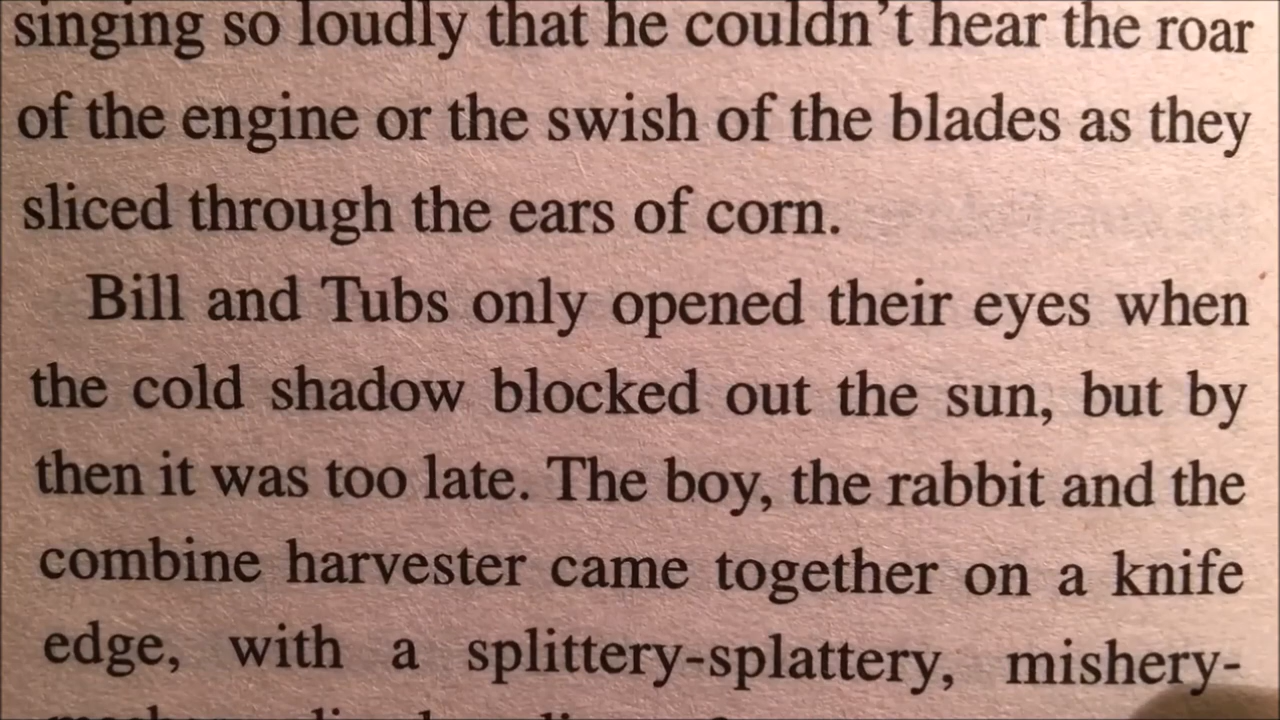 singing so loudly that he couldn't hear the roar
of the engine or the swish of the blades as they
sliced through the ears of corn.
Bill and Tubs only opened their eyes when
the cold shadow blocked out the sun, but by
then it was too late. The boy, the rabbit and the
combine harvester came together on a knife
edge, with a splittery-splattery, mishery-